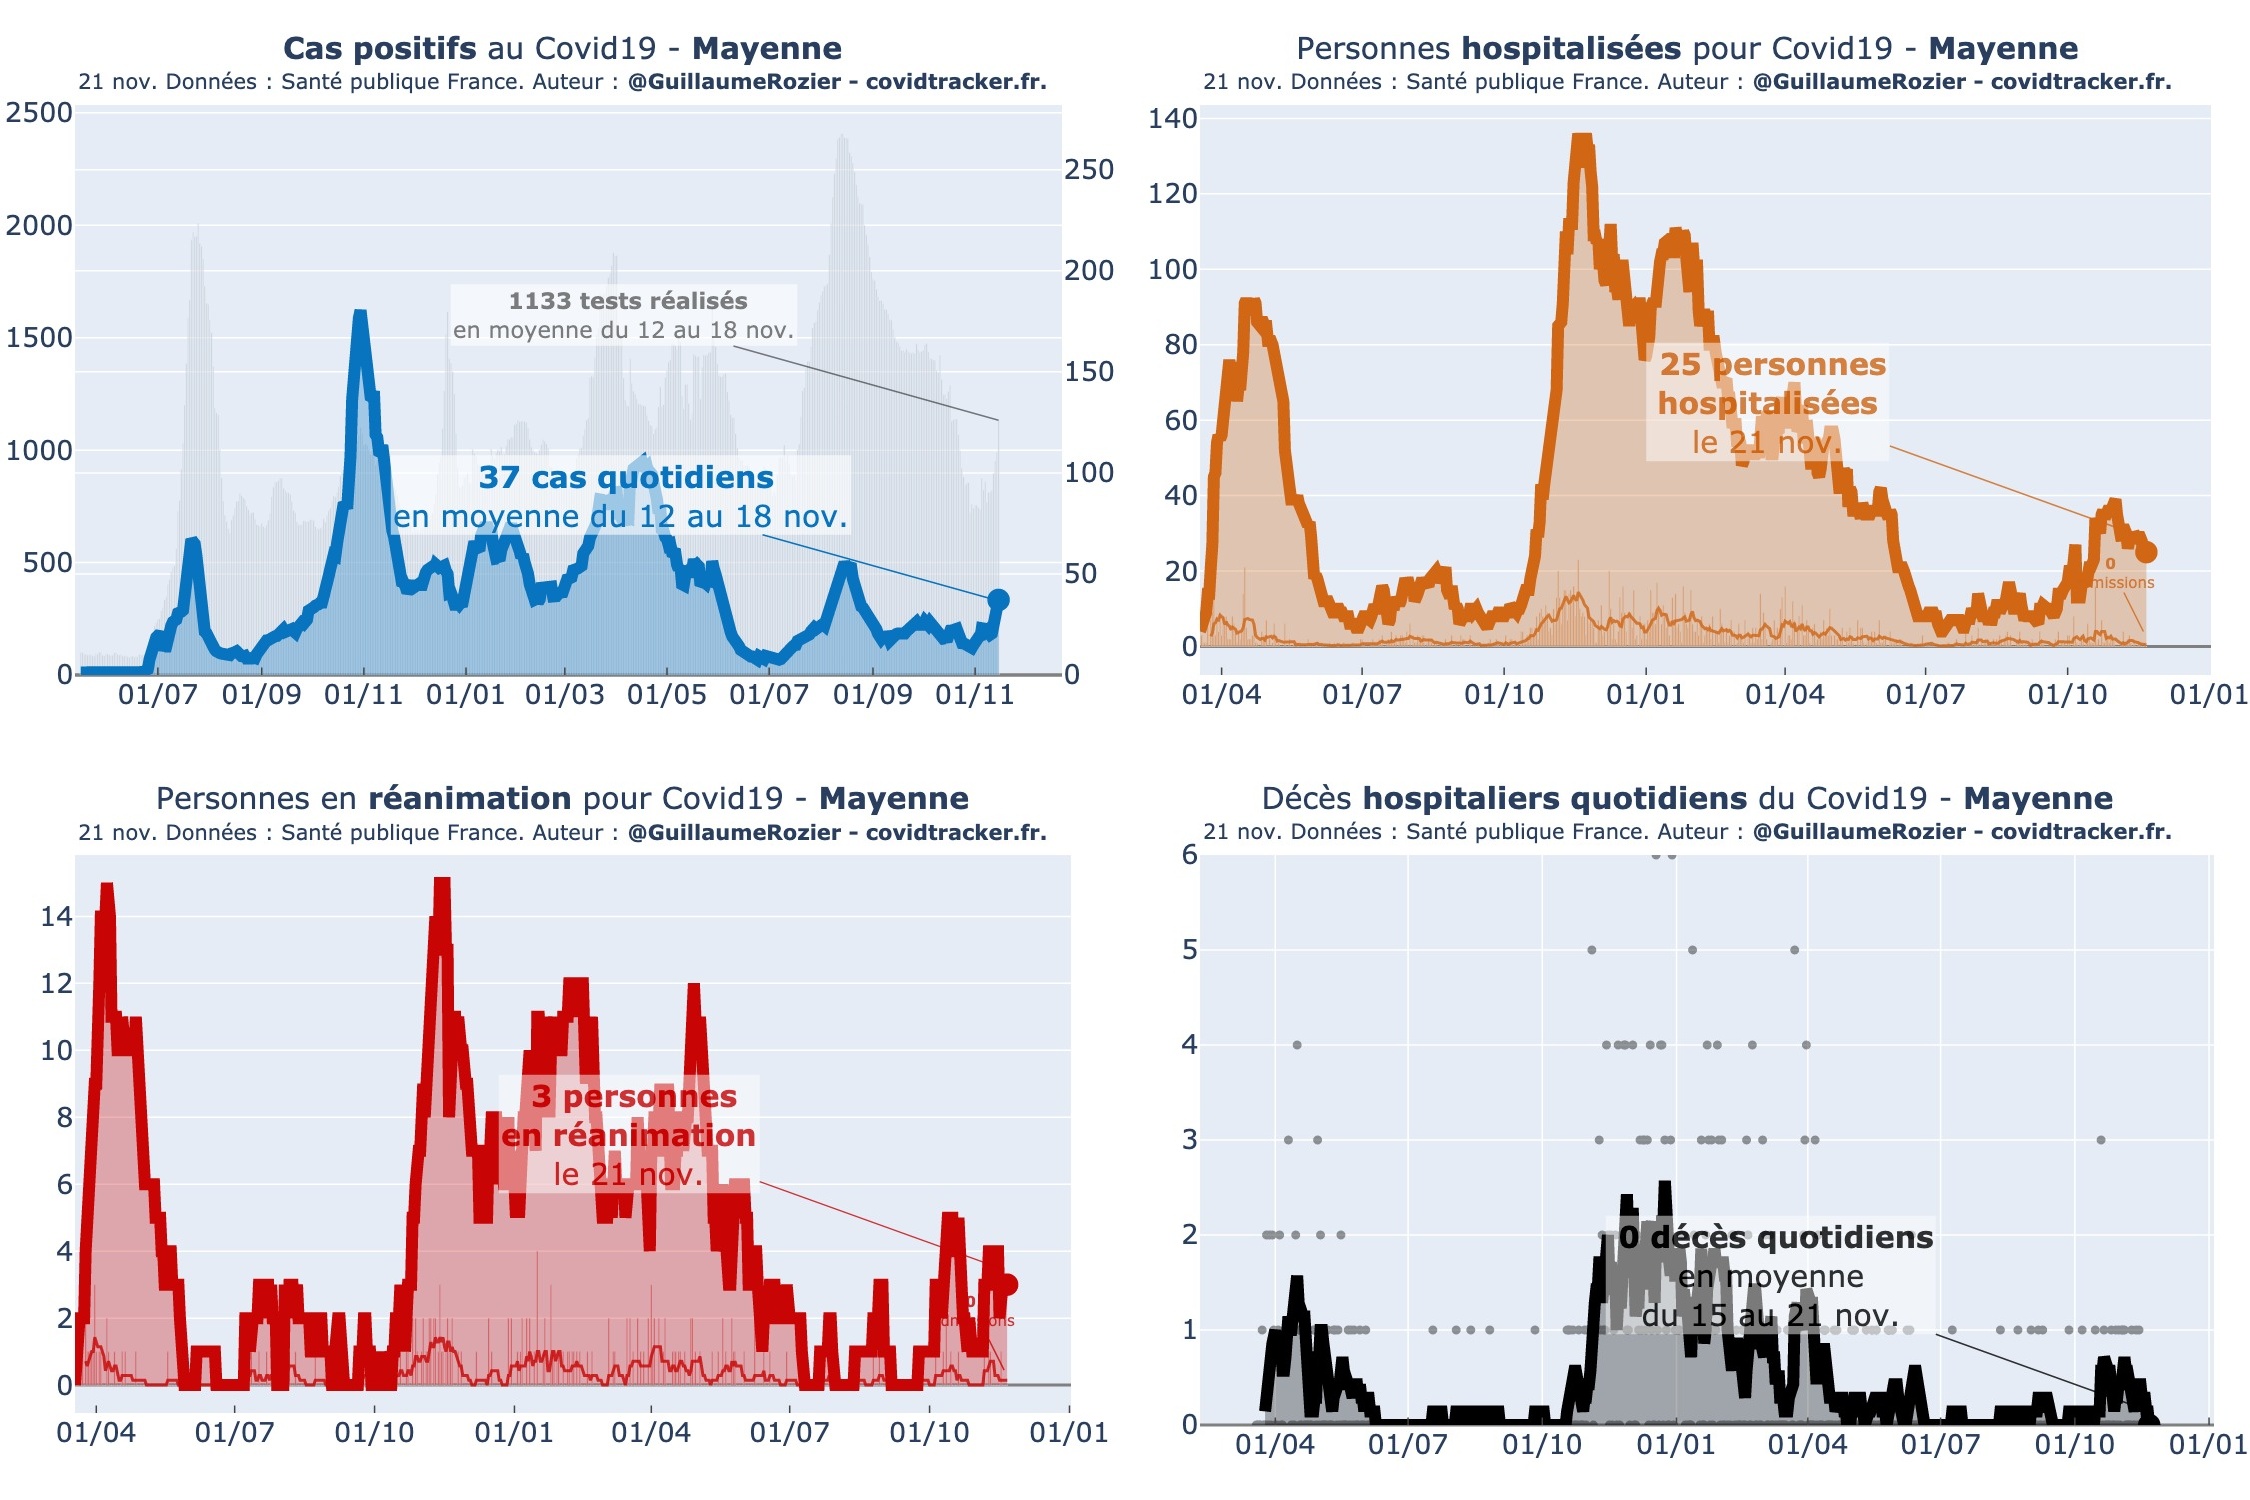 Cas positifs au Covid19 - Mayenne
21 nov. Données : Santé publique France. Auteur : @GuillaumeRozier - covidtracker.fr.
2500
2000
1500
1000
500
0
250
200
150
100
50
0
1133 tests réalisés
en moyenne du 12 au 18 nov.
37 cas quotidiens
en moyenne du 12 au 18 nov.
01/07 01/09 01/11 01/01 01/03 01/05 01/07 01/09 01/11
Personnes hospitalisées pour Covid19 - Mayenne
21 nov. Données : Santé publique France. Auteur : @GuillaumeRozier - covidtracker.fr.
140
120
100
80
60
40
20
0
25 personnes
hospitalisées
le 21 nov.
0
01/04 01/07 01/10 01/01 01/04 01/07 01/10 01/01
Personnes en réanimation pour Covid19 - Mayenne
21 nov. Données : Santé publique France. Auteur : @GuillaumeRozier - covidtracker.fr.
14
12
10
8
6
4
2
0
3 personnes
en réanimation
le 21 nov.
0
01/04 01/07 01/10 01/01 01/04 01/07 01/10 01/01
Décès hospitaliers quotidiens du Covid19 - Mayenne
21 nov. Données : Santé publique France. Auteur : @GuillaumeRozier - covidtracker.fr.
6
5
4
3
2
1
0
0 décès quotidiens
en moyenne
du 15 au 21 nov.
01/04 01/07 01/10 01/01 01/04 01/07 01/10 01/01